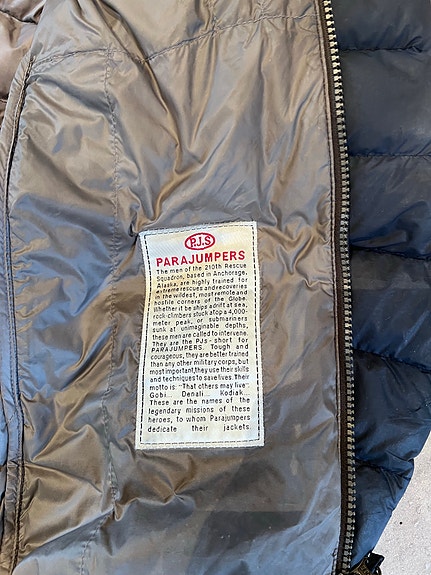 P.J.S
PARAJUMPERS
The men of the 210th Rescue
Squadron, based in Anchorage,
Alaska, are highly trained for
extreme rescues and recoveries
in the wildest, most remote and
hostile corners of the Globe.
Whether it be ships adrift at sea,
rock-climbers stuck atop a 4,000-
meter peak, or submariners
sunk at unimaginable depths,
these men are called to intervene.
They are the PJs - short for
PARAJUMPERS. Tough and
courageous, they are better trained
than any other military corps, but
most important, they use their skills
and techniques to save lives. Their
motto is: "That others may live".
Gobi... Denali... Kodiak...
These are the names of the
legendary missions of these
heroes, to whom Parajumpers
dedicate their jackets.